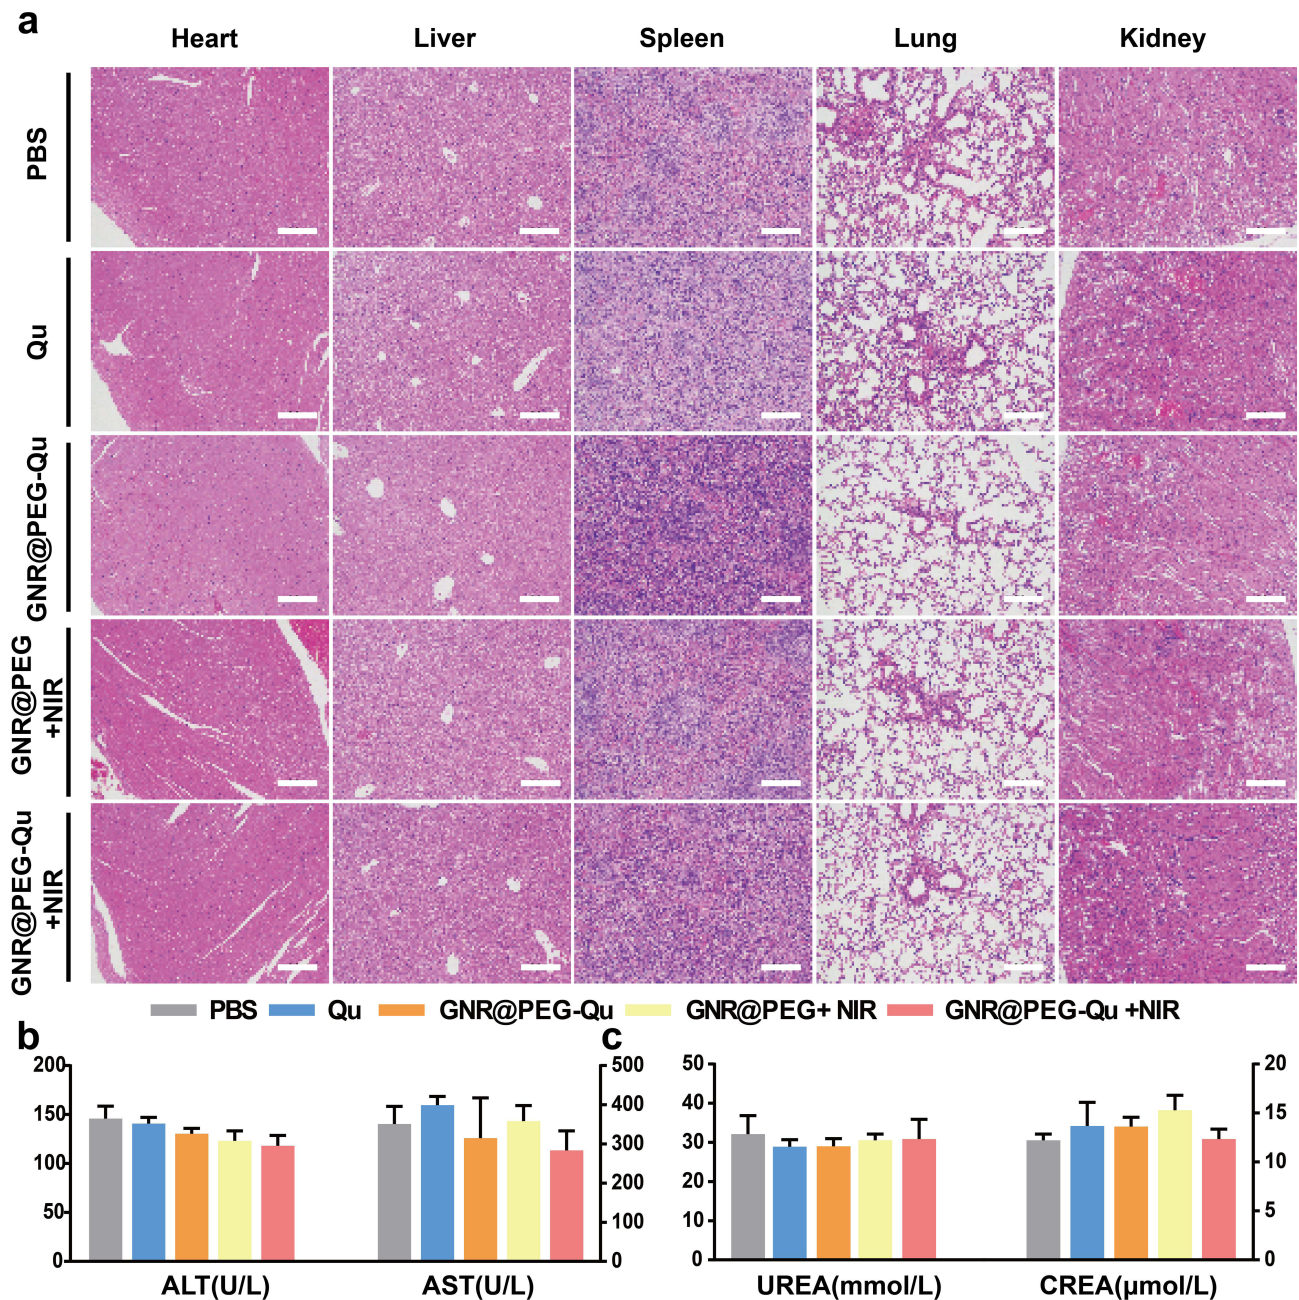 a
Heart Liver Spleen Lung Kidney
PBS
Qu
GNR@PEG-Qu
GNR@PEG
+NIR
GNR@PEG-Qu
+NIR
PBS Qu GNR@PEG-Qu GNR@PEG+ NIR GNR@PEG-Qu +NIR
b
200
150
100
50
0
500
400
300
200
100
0
ALT(U/L) AST(U/L)
c
50
40
30
20
10
0
20
15
10
5
0
UREA(mmol/L) CREA(μmol/L)